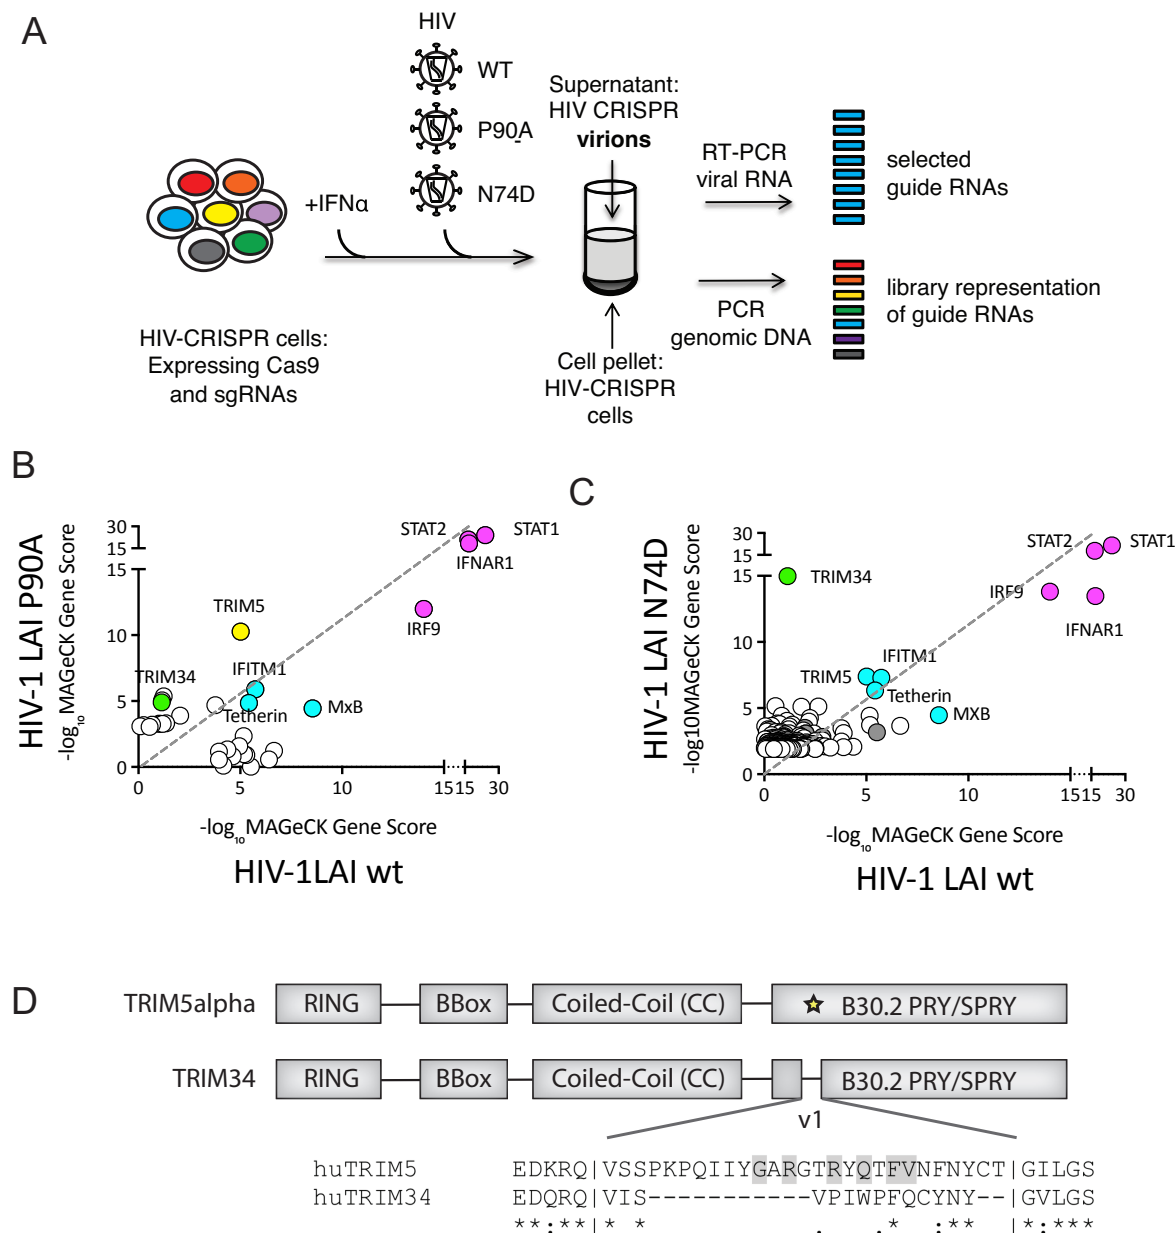 A
HIV
WT
P90A
N74D
+IFNα
HIV-CRISPR cells:
Expressing Cas9
and sgRNAs
Supernatant:
HIV CRISPR
virions
Cell pellet:
HIV-CRISPR
cells
RT-PCR
viral RNA
PCR
genomic DNA
selected
guide RNAs
library representation
of guide RNAs
B
HIV-1 LAI P90A
-log₁₀ MAGeCK Gene Score
30
15
15
10
5
0
STAT2
STAT1
IFNAR1
IRF9
TRIM5
TRIM34
IFITM1
Tetherin
MxB
0 5 10 15 15 30
-log₁₀MAGeCK Gene Score
HIV-1LAI wt
C
HIV-1 LAI N74D
-log10MAGeCK Gene Score
30
15
15
10
5
0
STAT2
STAT1
TRIM34
IRF9
IFNAR1
TRIM5
IFITM1
Tetherin
MXB
0 5 10 15 15 30
-log₁₀MAGeCK Gene Score
HIV-1 LAI wt
D
TRIM5alpha RING BBox Coiled-Coil (CC) B30.2 PRY/SPRY
TRIM34 RING BBox Coiled-Coil (CC) B30.2 PRY/SPRY
v1
huTRIM5 EDKRQ|VSSPKPQIIYGARGTRYQTFVNFNYCT|GILGS
huTRIM34 EDQRQ|VIS-----------VPIWPFQCYNY--|GVLGS
**:**|* * . . * :** |*:***